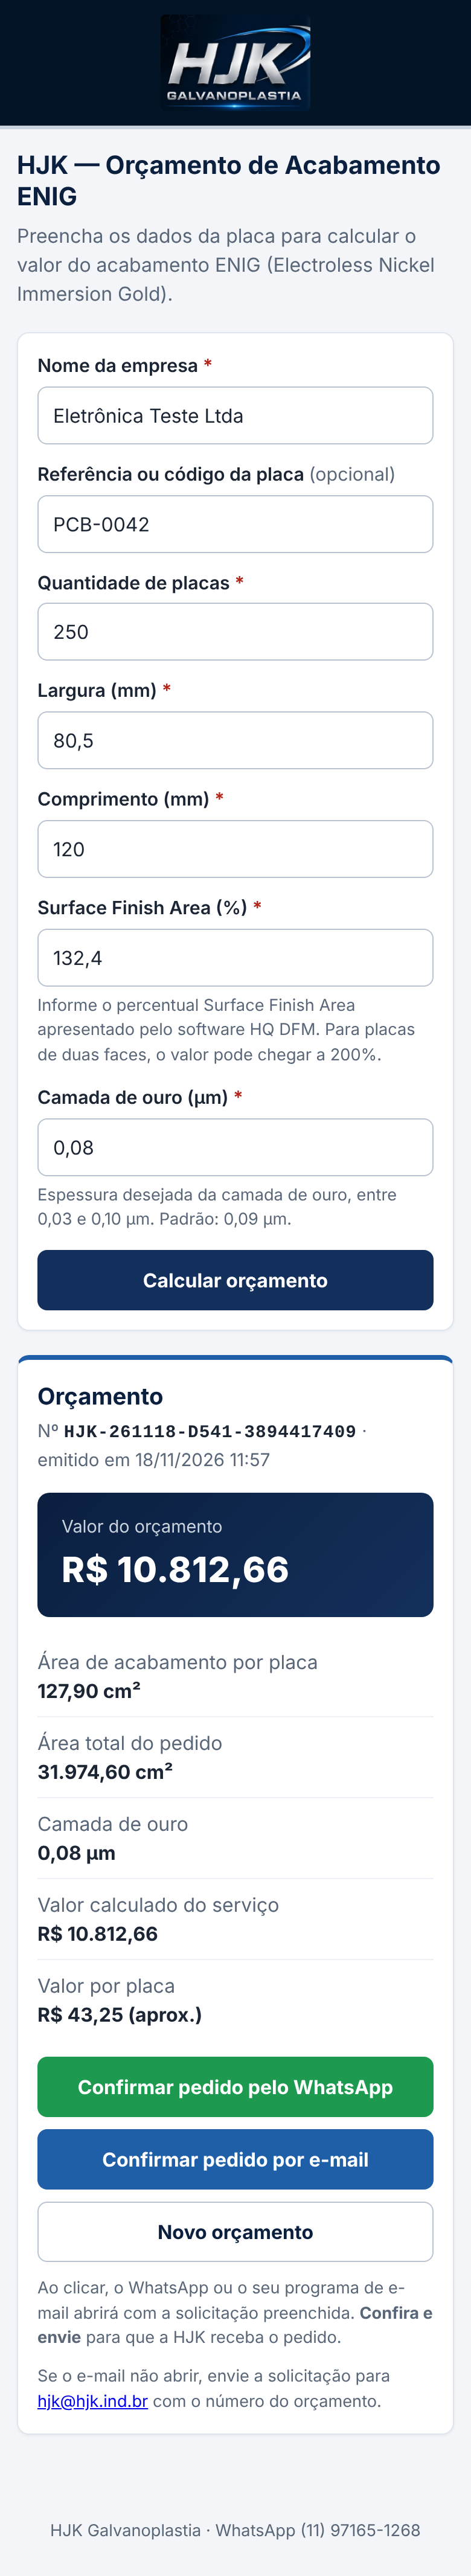 HJK
GALVANOPLASTIA
HJK — Orçamento de Acabamento
ENIG
Preencha os dados da placa para calcular o
valor do acabamento ENIG (Electroless Nickel
Immersion Gold).
Nome da empresa *
Eletrônica Teste Ltda
Referência ou código da placa (opcional)
PCB-0042
Quantidade de placas *
250
Largura (mm) *
80,5
Comprimento (mm) *
120
Surface Finish Area (%) *
132,4
Informe o percentual Surface Finish Area
apresentado pelo software HQ DFM. Para placas
de duas faces, o valor pode chegar a 200%.
Camada de ouro (µm) *
0,08
Espessura desejada da camada de ouro, entre
0,03 e 0,10 µm. Padrão: 0,09 µm.
Calcular orçamento
Orçamento
Nº HJK-261118-D541-3894417409 ·
emitido em 18/11/2026 11:57
Valor do orçamento
R$ 10.812,66
Área de acabamento por placa
127,90 cm²
Área total do pedido
31.974,60 cm²
Camada de ouro
0,08 µm
Valor calculado do serviço
R$ 10.812,66
Valor por placa
R$ 43,25 (aprox.)
Confirmar pedido pelo WhatsApp
Confirmar pedido por e-mail
Novo orçamento
Ao clicar, o WhatsApp ou o seu programa de e-
mail abrirá com a solicitação preenchida. Confira e
envie para que a HJK receba o pedido.
Se o e-mail não abrir, envie a solicitação para
hjk@hjk.ind.br com o número do orçamento.
HJK Galvanoplastia · WhatsApp (11) 97165-1268